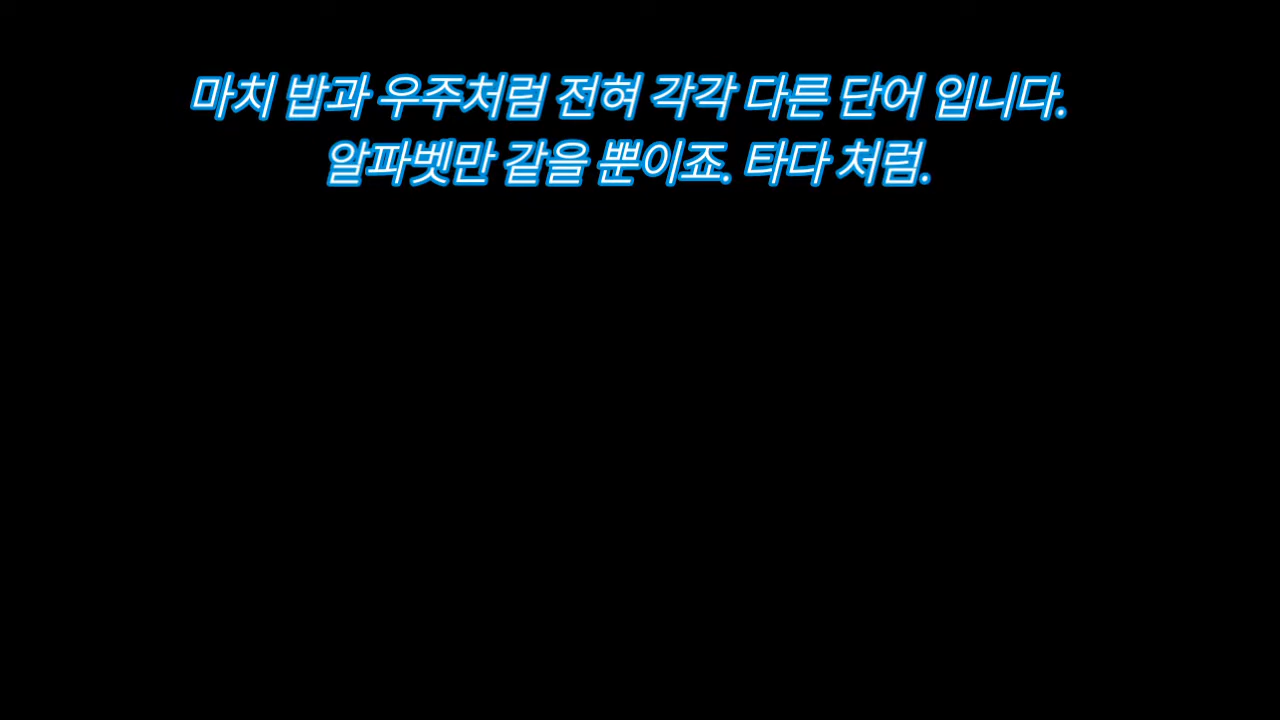 마치 밥과 우주처럼 전혀 각각 다른 단어 입니다.
알파벳만 같을 뿐이죠. 타다 처럼.